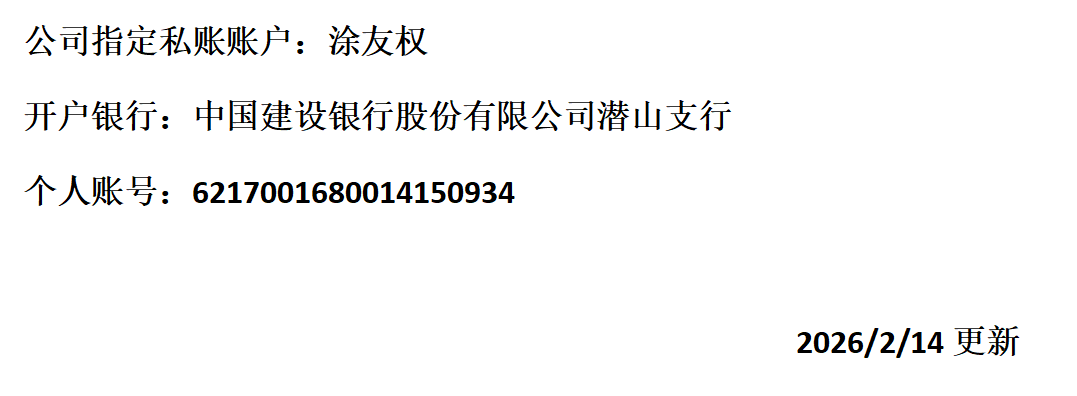 公司指定私账账户：涂友权
开户银行：中国建设银行股份有限公司潜山支行
个人账号：6217001680014150934
2026/2/14 更新